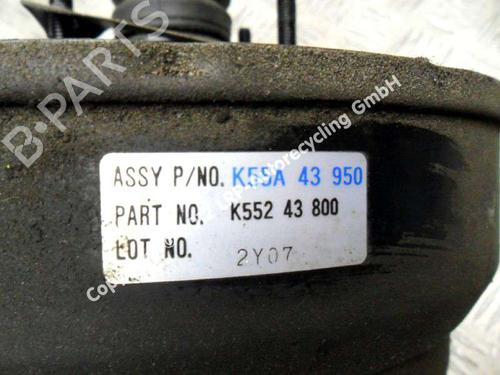 B-PARTS
ASSY P/NO. K55A 43 950
PART NO. K552 43 800
LOT NO. 2Y07